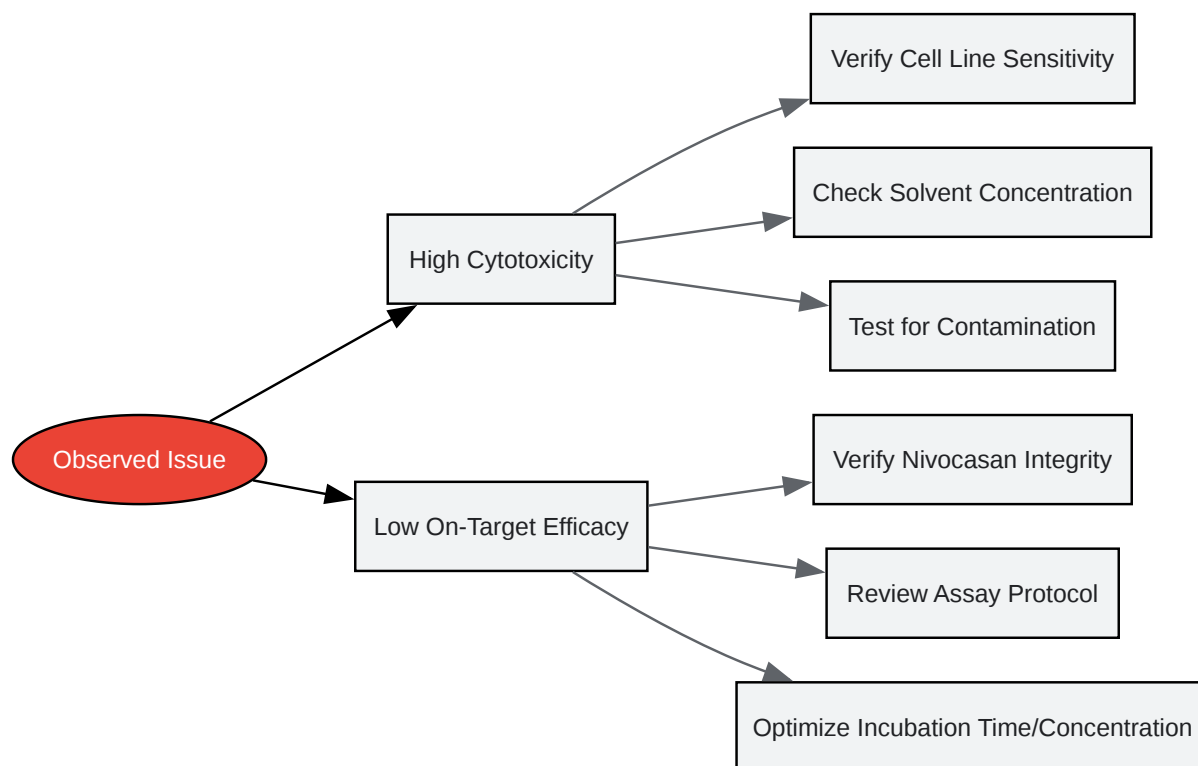 Observed Issue
High Cytotoxicity
Low On-Target Efficacy
Verify Cell Line Sensitivity
Check Solvent Concentration
Test for Contamination
Verify Nivocasan Integrity
Review Assay Protocol
Optimize Incubation Time/Concentration